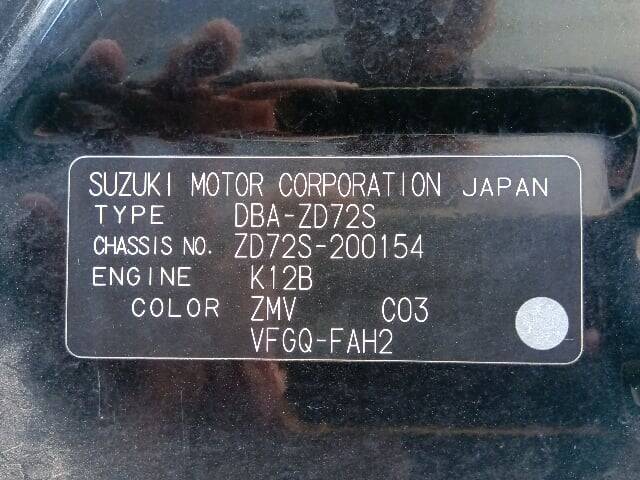 SUZUKI MOTOR CORPORATION JAPAN
TYPE DBA-ZD72S
CHASSIS NO. ZD72S-200154
ENGINE K12B
COLOR ZMV C03
VFGQ-FAH2